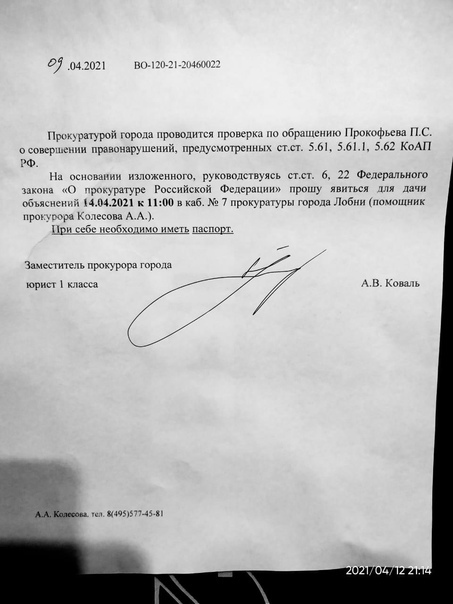 09 .04.2021 ВО-120-21-20460022
Прокуратурой города проводится проверка по обращению Прокофьева П.С.
о совершении правонарушений, предусмотренных ст.ст. 5.61, 5.61.1, 5.62 КоАП
РФ.
На основании изложенного, руководствуясь ст.ст. 6, 22 Федерального
закона «О прокуратуре Российской Федерации» прошу явиться для дачи
объяснений 14.04.2021 к 11:00 в каб. № 7 прокуратуры города Лобни (помощник
прокурора Колесова А.А.).
При себе необходимо иметь паспорт.
Заместитель прокурора города
юрист 1 класса А.В. Коваль
А.А. Колесова. тел. 8(495)577-45-81
2021/04/12 21:14